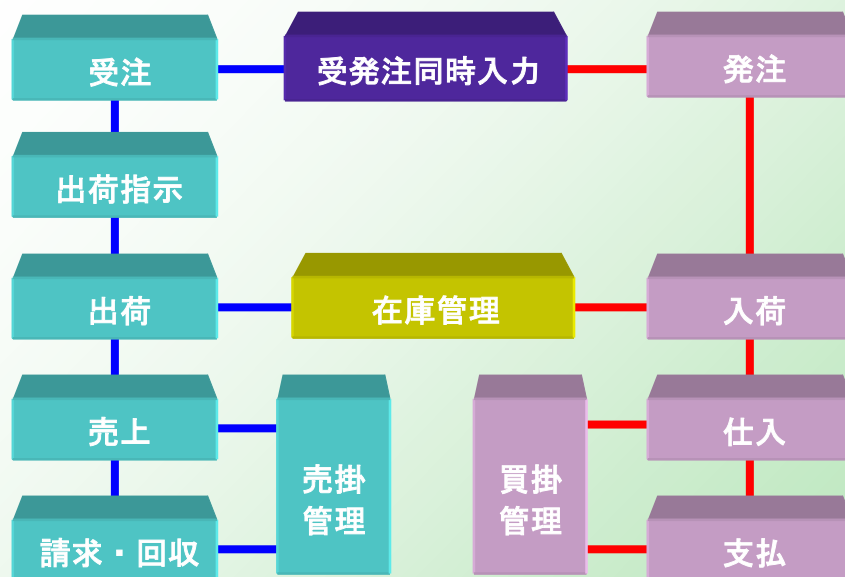 受注
受発注同時入力
発注
出荷指示
出荷
在庫管理
入荷
売上
売掛
管理
買掛
管理
仕入
請求・回収
支払